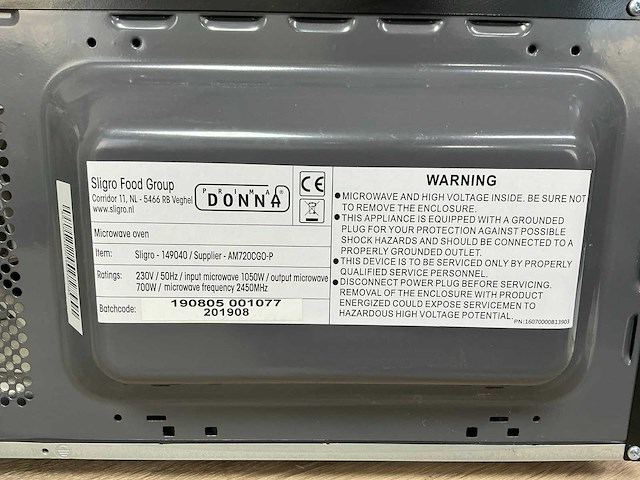 Sligro Food Group
Corridor 11, NL - 5466 RB Veghel
www.sligro.nl
PRIMA
DONNA®
CE
Microwave oven
Item: Sligro - 149040 / Supplier - AM720CGO-P
Ratings: 230V / 50Hz / input microwave 1050W / output microwave
700W / microwave frequency 2450MHz
Batchcode: 190805 001077
201908
WARNING
●MICROWAVE AND HIGH VOLTAGE INSIDE. BE SURE NOT
TO REMOVE THE ENCLOSURE.
●THIS APPLIANCE IS EQUIPPED WITH A GROUNDED
PLUG FOR YOUR PROTECTION AGAINST POSSIBLE
SHOCK HAZARDS AND SHOULD BE CONNECTED TO A
PROPERLY GROUNDED OUTLET.
●THIS DEVICE IS TO BE SERVICED ONLY BY PROPERLY
QUALIFIED SERVICE PERSONNEL.
●DISCONNECT POWER PLUG BEFORE SERVICING.
REMOVAL OF THE ENCLOSURE WITH PRODUCT
ENERGIZED COULD EXPOSE SERVICEMEN TO
HAZARDOUS HIGH VOLTAGE POTENTIAL.
PN:16070000813903